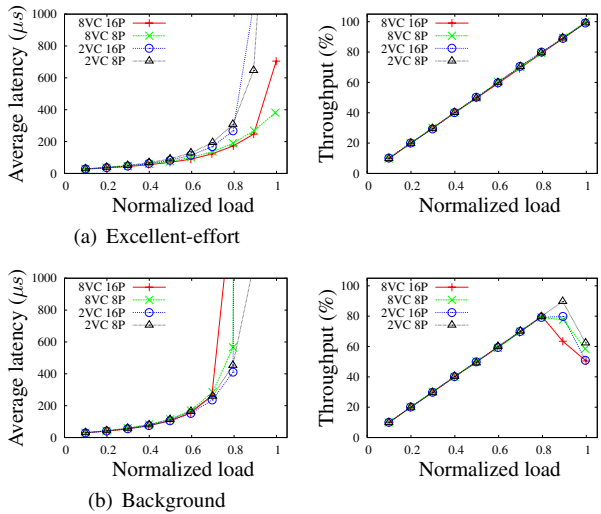 1000
800
600
400
200
0
0 0.2 0.4 0.6 0.8 1
Average latency (μs)
Normalized load
8VC 16P
8VC 8P
2VC 16P
2VC 8P
100
80
60
40
20
0
0 0.2 0.4 0.6 0.8 1
Throughput (%)
Normalized load
8VC 16P
8VC 8P
2VC 16P
2VC 8P
(a) Excellent-effort
1000
800
600
400
200
0
0 0.2 0.4 0.6 0.8 1
Average latency (μs)
Normalized load
8VC 16P
8VC 8P
2VC 16P
2VC 8P
100
80
60
40
20
0
0 0.2 0.4 0.6 0.8 1
Throughput (%)
Normalized load
8VC 16P
8VC 8P
2VC 16P
2VC 8P
(b) Background